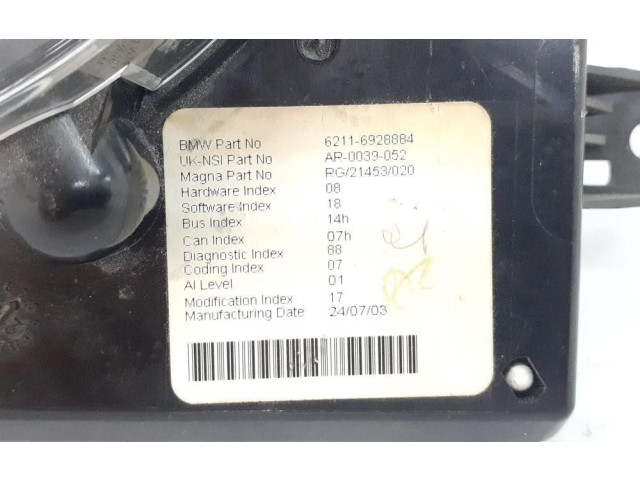 BMW Part No 6211-6928884
UK-NSI Part No AR-0039-052
Magna Part No RG/21453/020
Hardware Index 08
Software Index 18
Bus Index 14h
Can Index 07h
Diagnostic Index 88
Coding Index 07
AI Level 01
Modification Index 17
Manufacturing Date 24/07/03